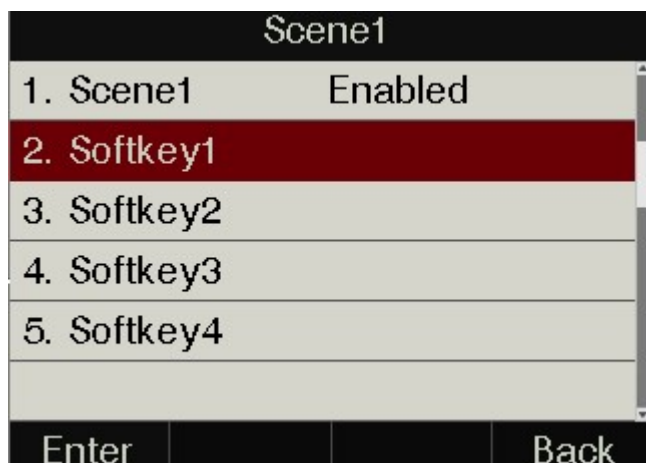 Scene1
1. Scene1 Enabled
2. Softkey1
3. Softkey2
4. Softkey3
5. Softkey4
Enter Back